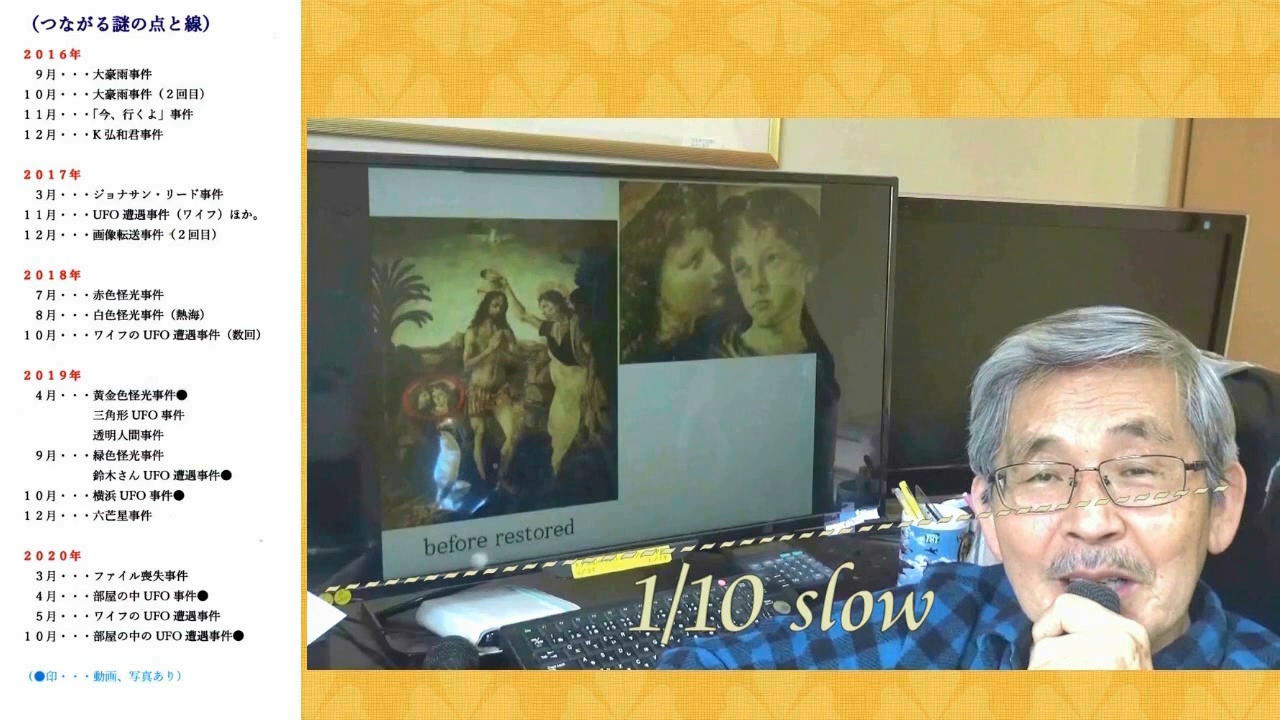 （つながる謎の点と線）
２０１６年
９月・・・大豪雨事件
１０月・・・大豪雨事件（２回目）
１１月・・・「今、行くよ」事件
１２月・・・K 弘和君事件
２０１７年
３月・・・ジョナサン・リード事件
１１月・・・UFO 遭遇事件（ワイフ）ほか。
１２月・・・画像転送事件（２回目）
２０１８年
７月・・・赤色怪光事件
８月・・・白色怪光事件（熱海）
１０月・・・ワイフの UFO 遭遇事件（数回）
２０１９年
４月・・・黄金色怪光事件●
三角形 UFO 事件
透明人間事件
９月・・・緑色怪光事件
鈴木さん UFO 遭遇事件●
１０月・・・横浜 UFO 事件●
１２月・・・六芒星事件
２０２０年
３月・・・ファイル喪失事件
４月・・・部屋の中 UFO 事件●
５月・・・ワイフの UFO 遭遇事件
１０月・・・部屋の中の UFO 遭遇事件●
（●印・・・動画、写真あり）
before restored
1/10 slow